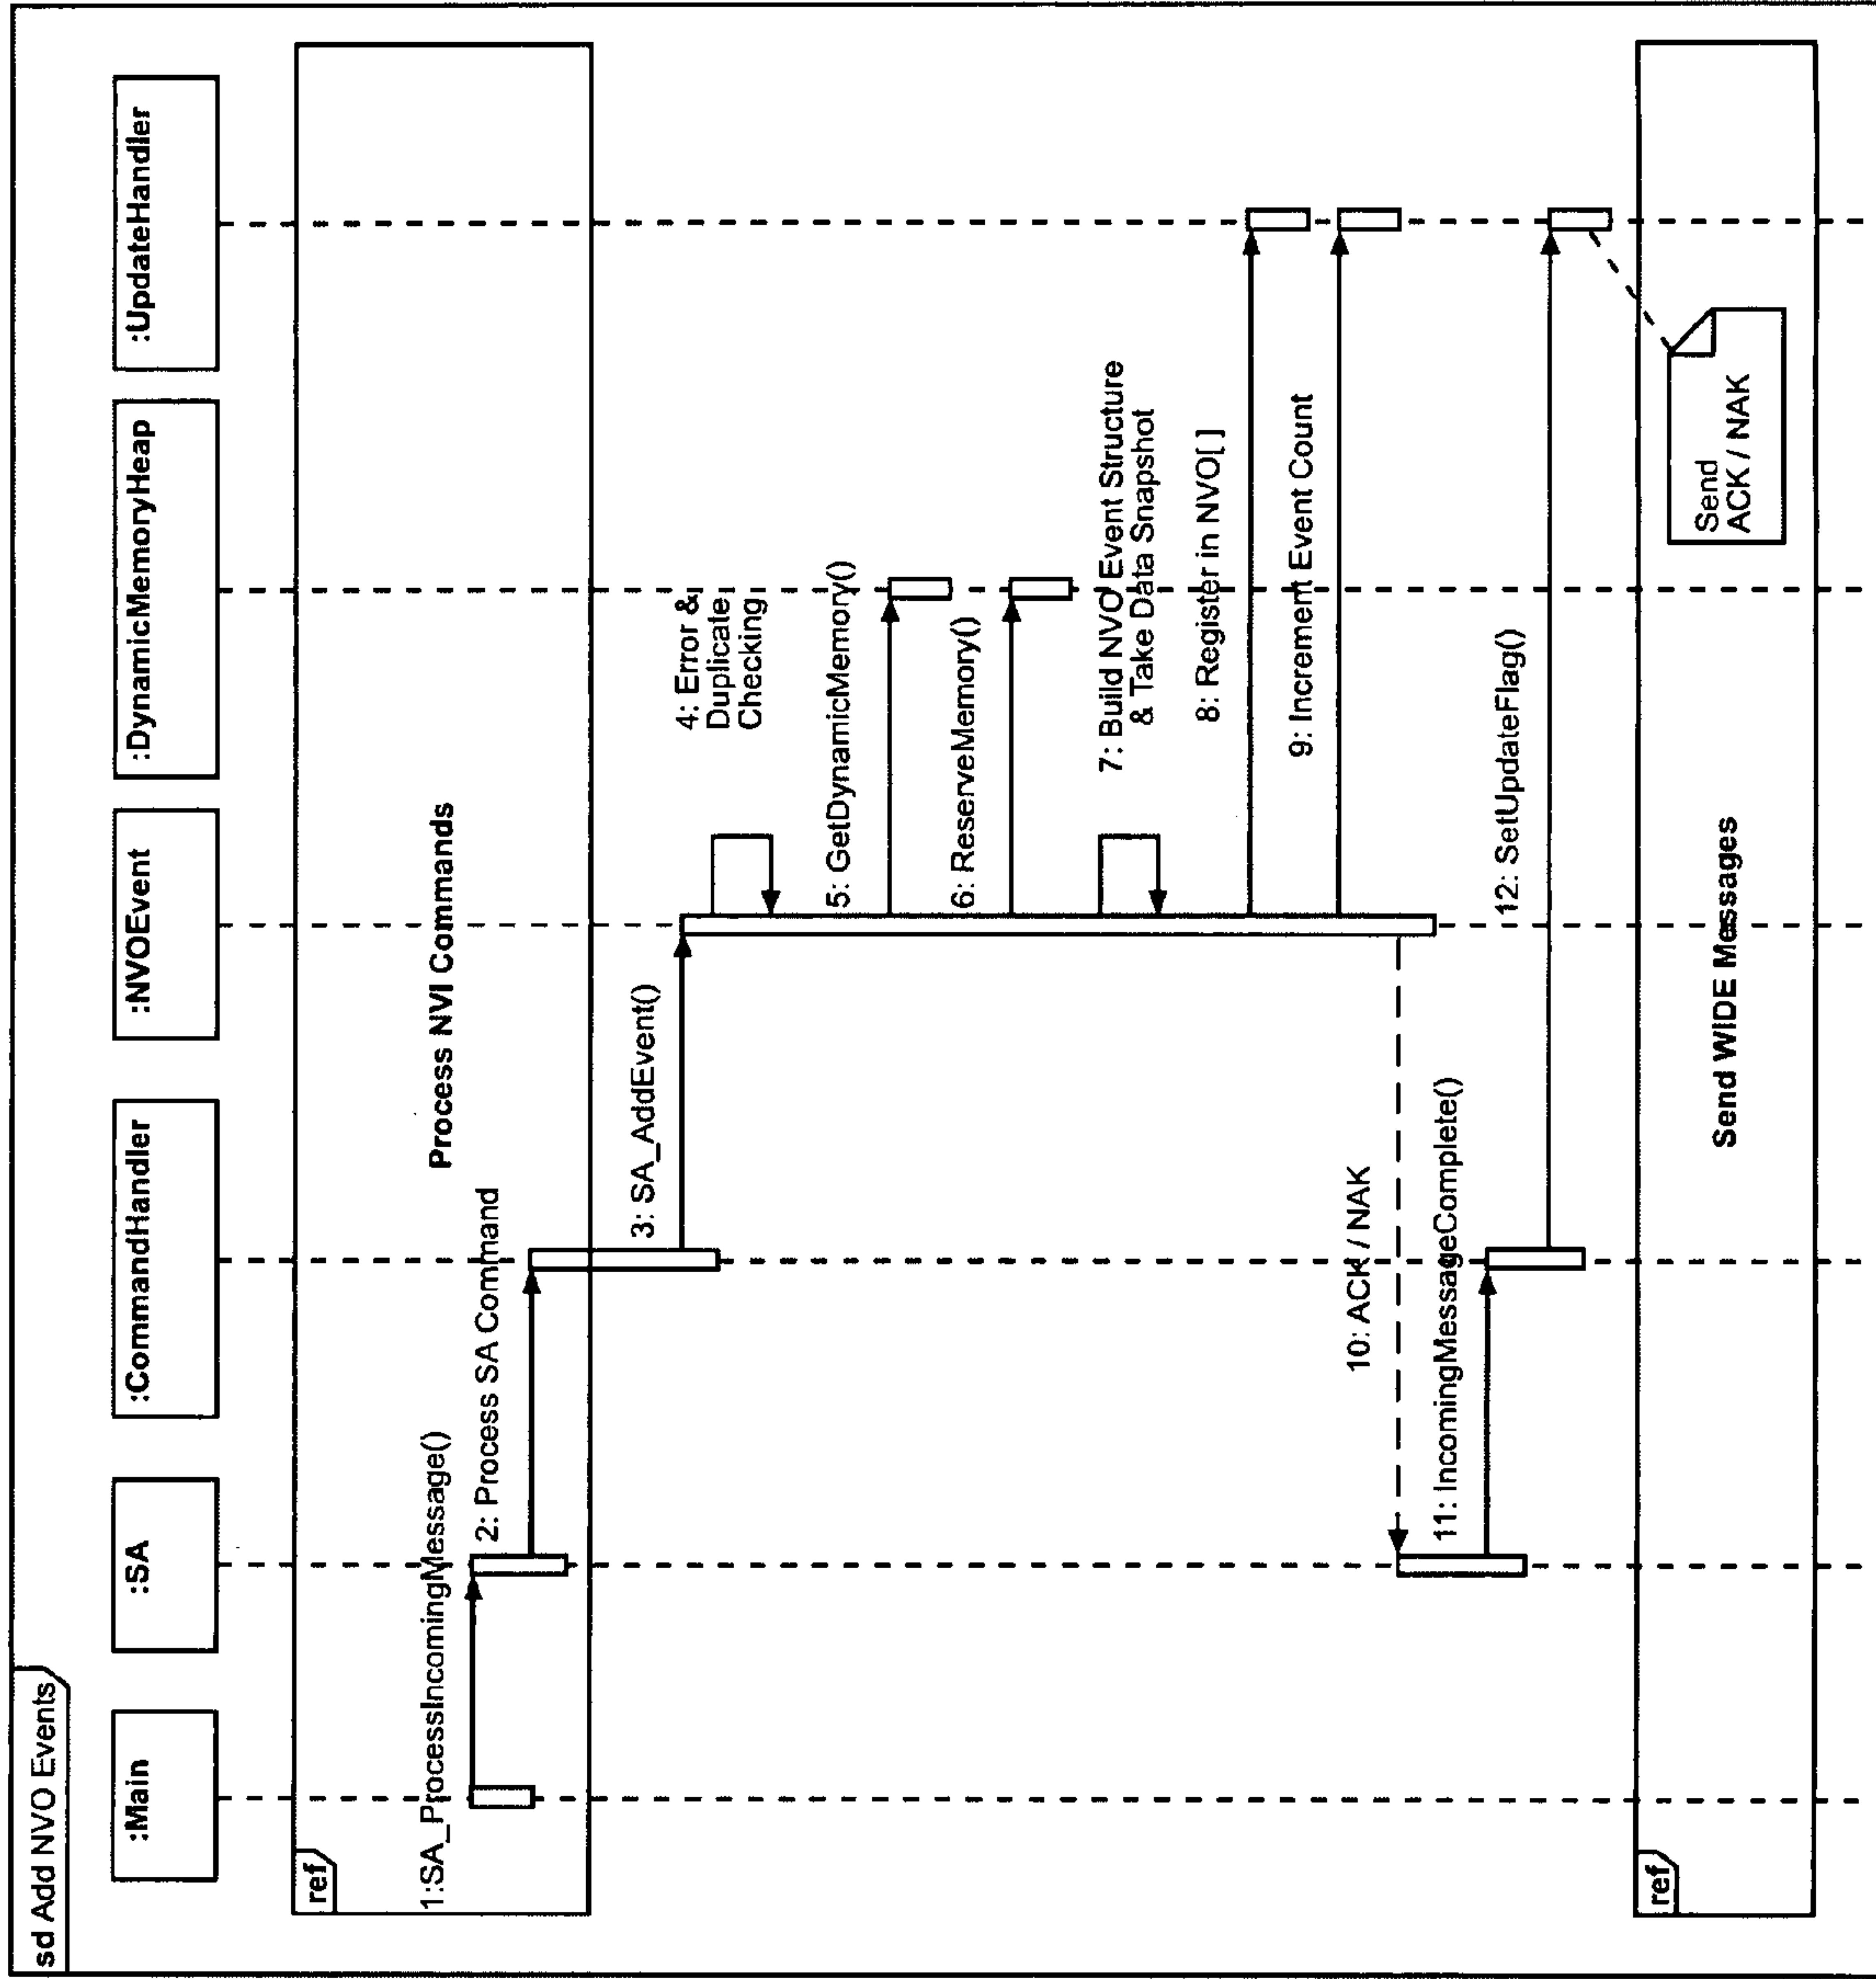 sd Add NVO Events
:Main
:SA
:CommandHandler
:NVOEvent
:DynamicMemoryHeap
:UpdateHandler
ref
Process NVI Commands
1:SA_ProcessIncomingMessage()
2: Process SA Command
3: SA_AddEvent()
4: Error &
Duplicate
Checking
5: GetDynamicMemory()
6: ReserveMemory()
7: Build NVO Event Structure
& Take Data Snapshot
8: Register in NVO[ ]
9: Increment Event Count
10: ACK / NAK
11: IncomingMessageComplete()
12: SetUpdateFlag()
ref
Send WIDE Messages
Send
ACK / NAK